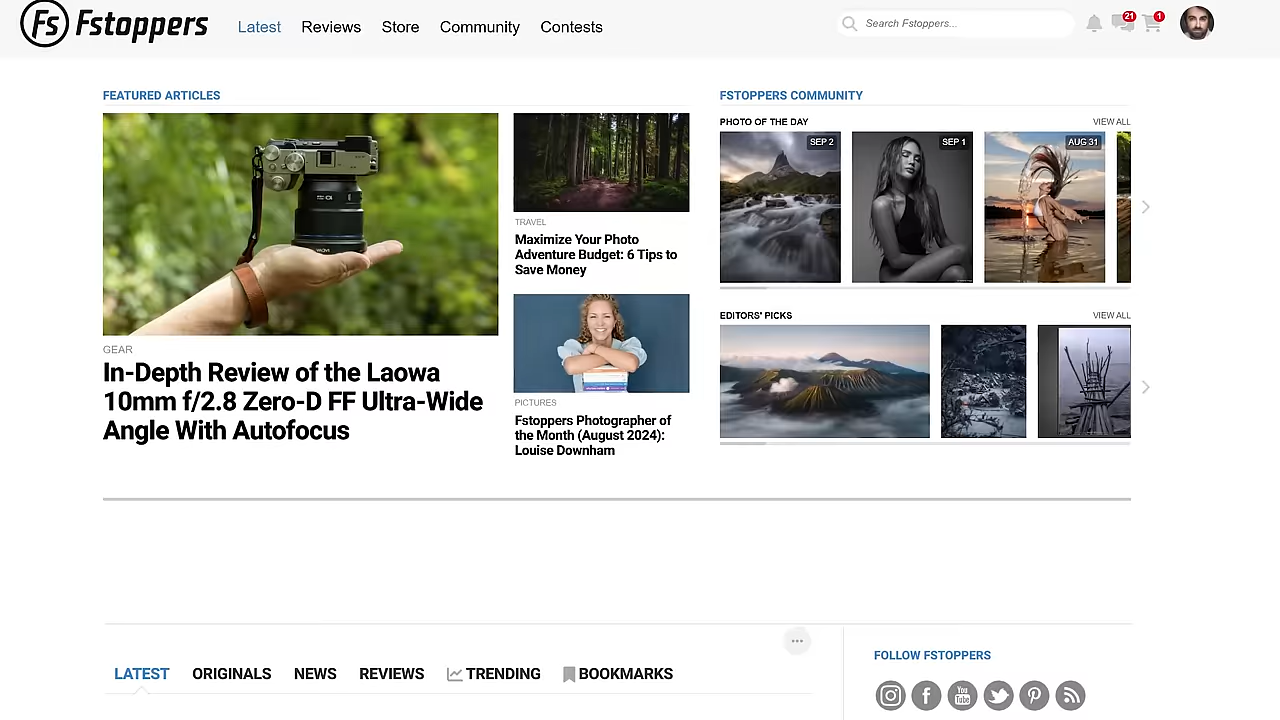 Fs Fstoppers
Latest Reviews Store Community Contests
Search Fstoppers...
21
1
FEATURED ARTICLES
GEAR
In-Depth Review of the Laowa
10mm f/2.8 Zero-D FF Ultra-Wide
Angle With Autofocus
TRAVEL
Maximize Your Photo
Adventure Budget: 6 Tips to
Save Money
PICTURES
Fstoppers Photographer of
the Month (August 2024):
Louise Downham
FSTOPPERS COMMUNITY
PHOTO OF THE DAY VIEW ALL
SEP 2
SEP 1
AUG 31
EDITORS' PICKS VIEW ALL
LATEST ORIGINALS NEWS REVIEWS TRENDING BOOKMARKS
FOLLOW FSTOPPERS
You
Tube